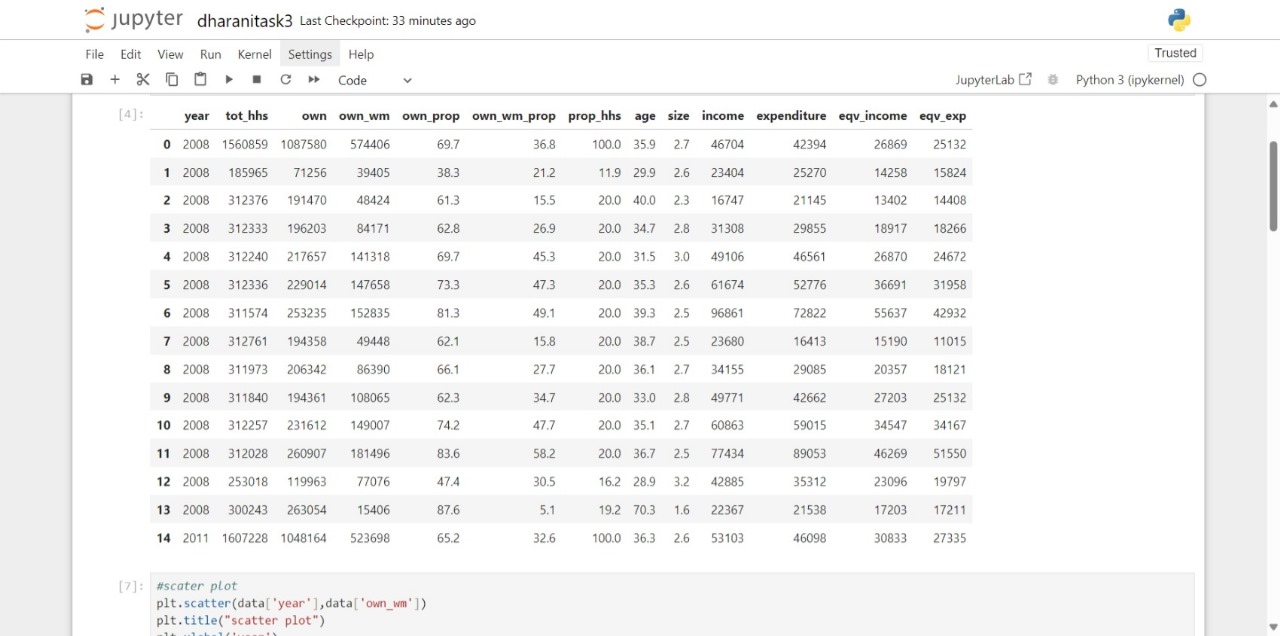 jupyter dharanitask3 Last Checkpoint: 33 minutes ago
File Edit View Run Kernel Settings Help Trusted
Code JupyterLab Python 3 (ipykernel)
[4]: year tot_hhs own own_wm own_prop own_wm_prop prop_hhs age size income expenditure eqv_income eqv_exp
0 2008 1560859 1087580 574406 69.7 36.8 100.0 35.9 2.7 46704 42394 26869 25132
1 2008 185965 71256 39405 38.3 21.2 11.9 29.9 2.6 23404 25270 14258 15824
2 2008 312376 191470 48424 61.3 15.5 20.0 40.0 2.3 16747 21145 13402 14408
3 2008 312333 196203 84171 62.8 26.9 20.0 34.7 2.8 31308 29855 18917 18266
4 2008 312240 217657 141318 69.7 45.3 20.0 31.5 3.0 49106 46561 26870 24672
5 2008 312336 229014 147658 73.3 47.3 20.0 35.3 2.6 61674 52776 36691 31958
6 2008 311574 253235 152835 81.3 49.1 20.0 39.3 2.5 96861 72822 55637 42932
7 2008 312761 194358 49448 62.1 15.8 20.0 38.7 2.5 23680 16413 15190 11015
8 2008 311973 206342 86390 66.1 27.7 20.0 36.1 2.7 34155 29085 20357 18121
9 2008 311840 194361 108065 62.3 34.7 20.0 33.0 2.8 49771 42662 27203 25132
10 2008 312257 231612 149007 74.2 47.7 20.0 35.1 2.7 60863 59015 34547 34167
11 2008 312028 260907 181496 83.6 58.2 20.0 36.7 2.5 77434 89053 46269 51550
12 2008 253018 119963 77076 47.4 30.5 16.2 28.9 3.2 42885 35312 23096 19797
13 2008 300243 263054 15406 87.6 5.1 19.2 70.3 1.6 22367 21538 17203 17211
14 2011 1607228 1048164 523698 65.2 32.6 100.0 36.3 2.6 53103 46098 30833 27335
[7]: #scater plot
plt.scatter(data['year'],data['own_wm'])
plt.title("scatter plot")